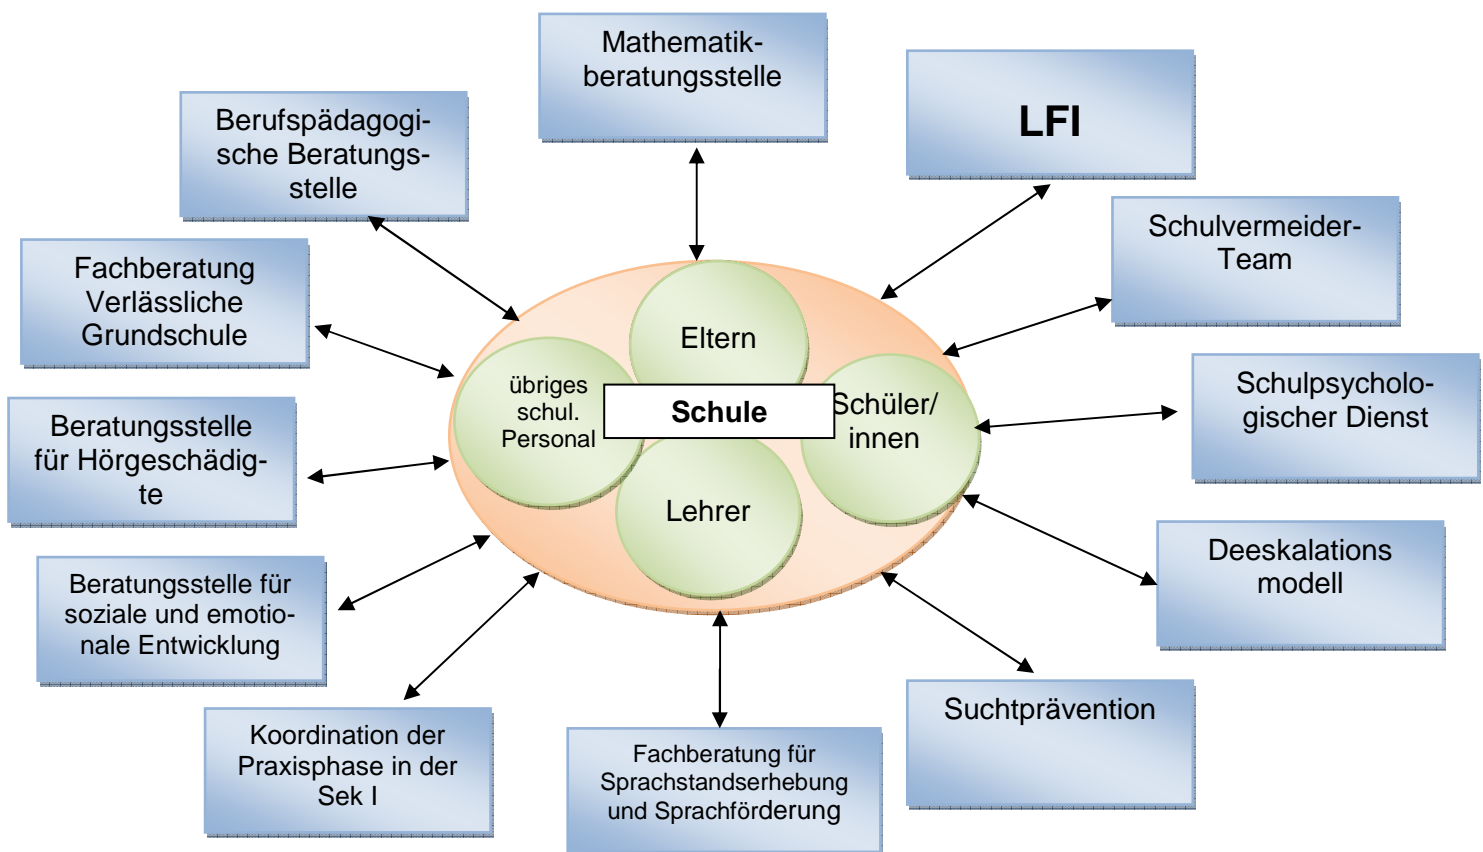 Mathematik-
beratungsstelle
LFI
Berufspädagogi-
sche Beratungs-
stelle
Schulvermeider-
Team
Fachberatung
Verlässliche
Grundschule
Eltern
Schulpsycholo-
gischer Dienst
übriges
schul.
Personal
Schule
Schüler/
innen
Beratungsstelle
für Hörgeschädig-
te
Lehrer
Deeskalations
modell
Beratungsstelle für
soziale und emotio-
nale Entwicklung
Suchtprävention
Koordination der
Praxisphase in der
Sek I
Fachberatung für
Sprachstandserhebung
und Sprachförderung